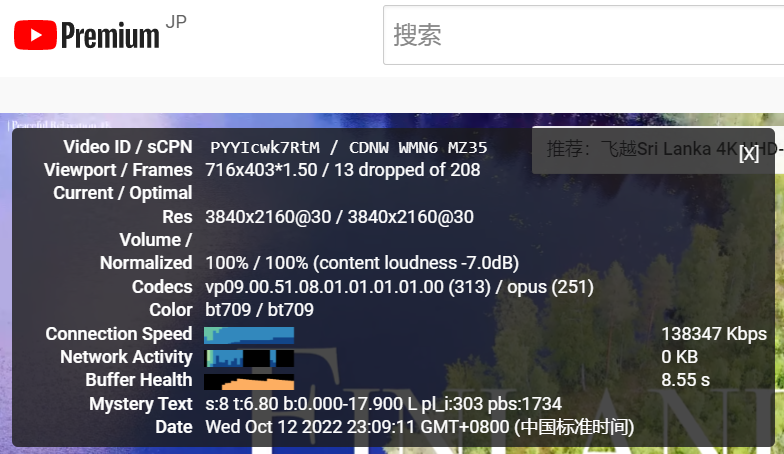 Premium JP
搜索
Peaceful Relaxation 4K
推荐：飞越Sri Lanka 4K UHD-
[X]
Video ID / sCPN PYYIcwk7RtM / CDNW WMN6 MZ35
Viewport / Frames 716x403*1.50 / 13 dropped of 208
Current / Optimal
Res 3840x2160@30 / 3840x2160@30
Volume /
Normalized 100% / 100% (content loudness -7.0dB)
Codecs vp09.00.51.08.01.01.01.01.00 (313) / opus (251)
Color bt709 / bt709
Connection Speed 138347 Kbps
Network Activity 0 KB
Buffer Health 8.55 s
Mystery Text s:8 t:6.80 b:0.000-17.900 L pl_i:303 pbs:1734
Date Wed Oct 12 2022 23:09:11 GMT+0800 (中国标准时间)
FINLAND